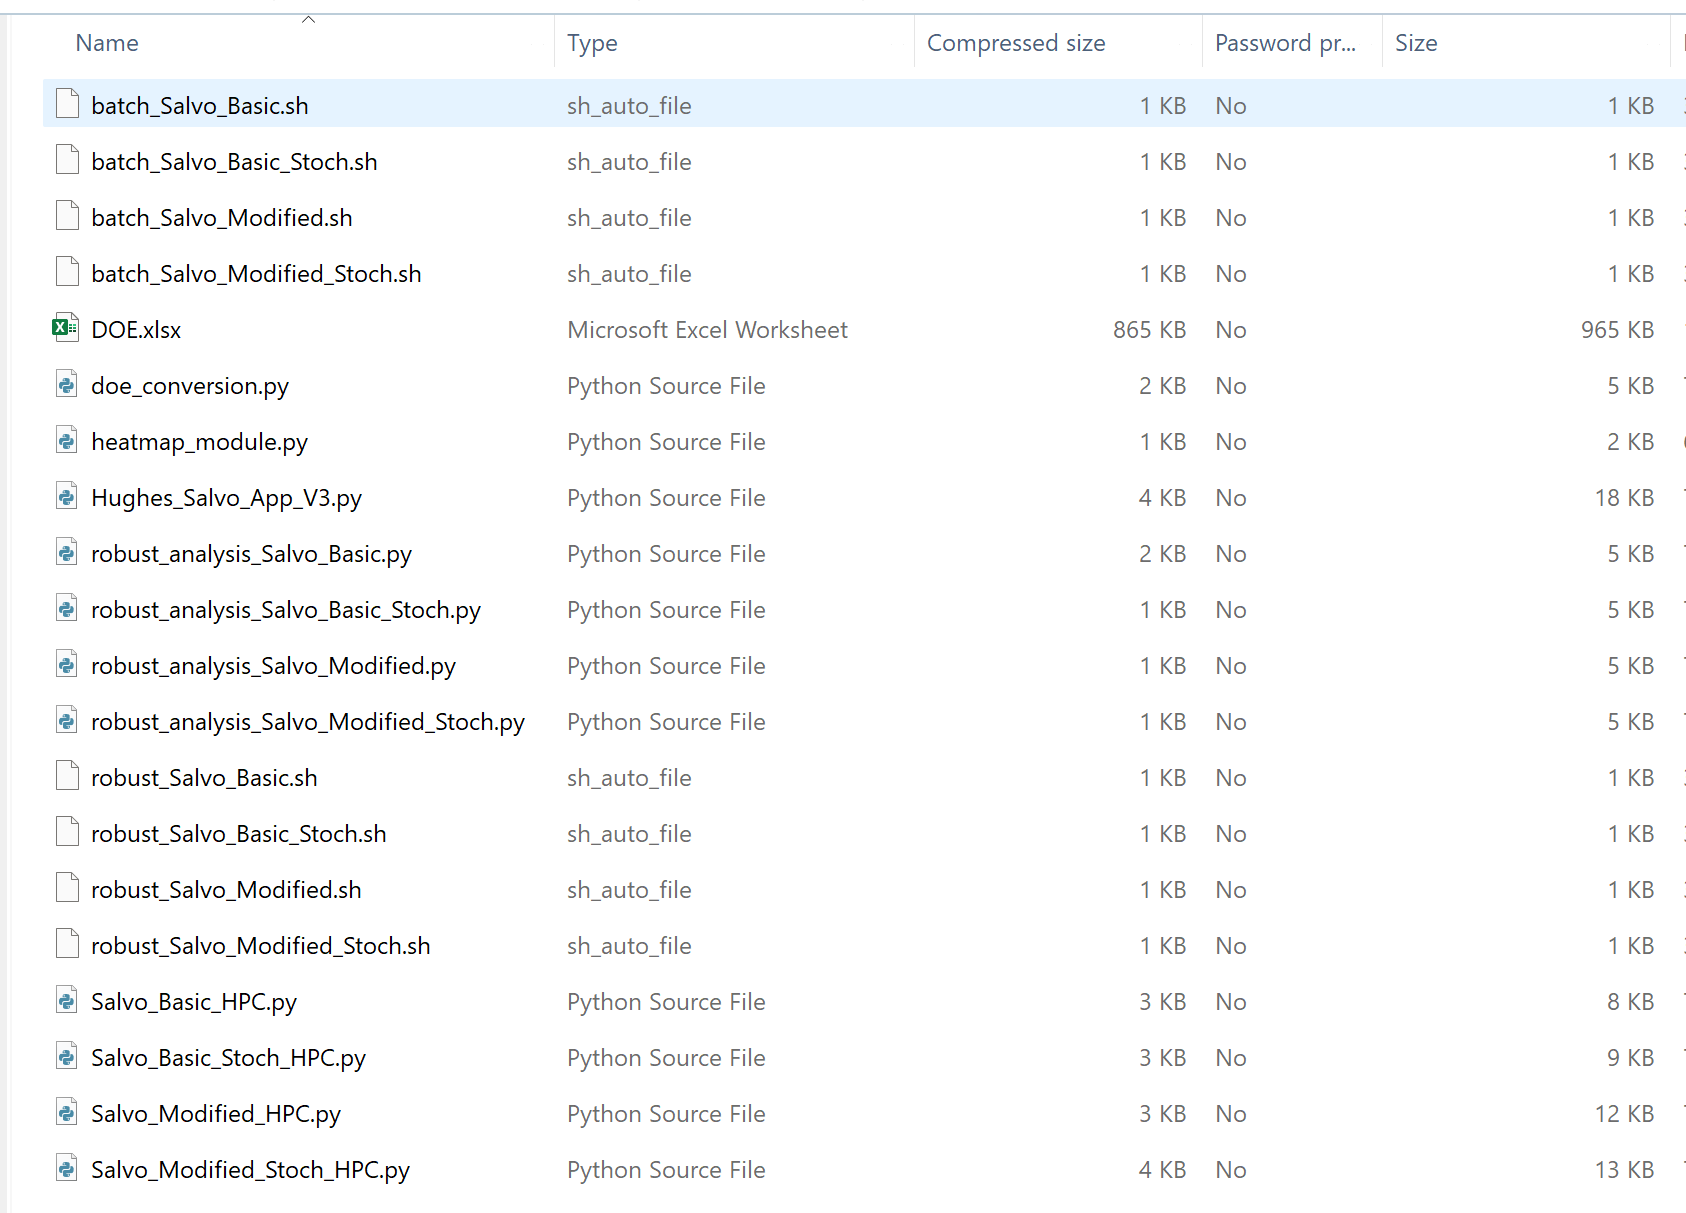 Name Type Compressed size Password pr... Size
batch_Salvo_Basic.sh sh_auto_file 1 KB No 1 KB
batch_Salvo_Basic_Stoch.sh sh_auto_file 1 KB No 1 KB
batch_Salvo_Modified.sh sh_auto_file 1 KB No 1 KB
batch_Salvo_Modified_Stoch.sh sh_auto_file 1 KB No 1 KB
DOE.xlsx Microsoft Excel Worksheet 865 KB No 965 KB
doe_conversion.py Python Source File 2 KB No 5 KB
heatmap_module.py Python Source File 1 KB No 2 KB
Hughes_Salvo_App_V3.py Python Source File 4 KB No 18 KB
robust_analysis_Salvo_Basic.py Python Source File 2 KB No 5 KB
robust_analysis_Salvo_Basic_Stoch.py Python Source File 1 KB No 5 KB
robust_analysis_Salvo_Modified.py Python Source File 1 KB No 5 KB
robust_analysis_Salvo_Modified_Stoch.py Python Source File 1 KB No 5 KB
robust_Salvo_Basic.sh sh_auto_file 1 KB No 1 KB
robust_Salvo_Basic_Stoch.sh sh_auto_file 1 KB No 1 KB
robust_Salvo_Modified.sh sh_auto_file 1 KB No 1 KB
robust_Salvo_Modified_Stoch.sh sh_auto_file 1 KB No 1 KB
Salvo_Basic_HPC.py Python Source File 3 KB No 8 KB
Salvo_Basic_Stoch_HPC.py Python Source File 3 KB No 9 KB
Salvo_Modified_HPC.py Python Source File 3 KB No 12 KB
Salvo_Modified_Stoch_HPC.py Python Source File 4 KB No 13 KB